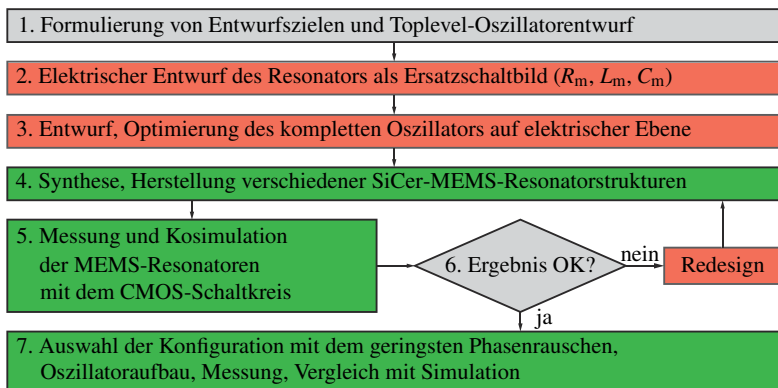 1. Formulierung von Entwurfszielen und Toplevel-Oszillatorentwurf
2. Elektrischer Entwurf des Resonators als Ersatzschaltbild (Rm, Lm, Cm)
3. Entwurf, Optimierung des kompletten Oszillators auf elektrischer Ebene
4. Synthese, Herstellung verschiedener SiCer-MEMS-Resonatorstrukturen
5. Messung und Kosimulation
der MEMS-Resonatoren
mit dem CMOS-Schaltkreis
6. Ergebnis OK?
nein
Redesign
ja
7. Auswahl der Konfiguration mit dem geringsten Phasenrauschen,
Oszillatoraufbau, Messung, Vergleich mit Simulation